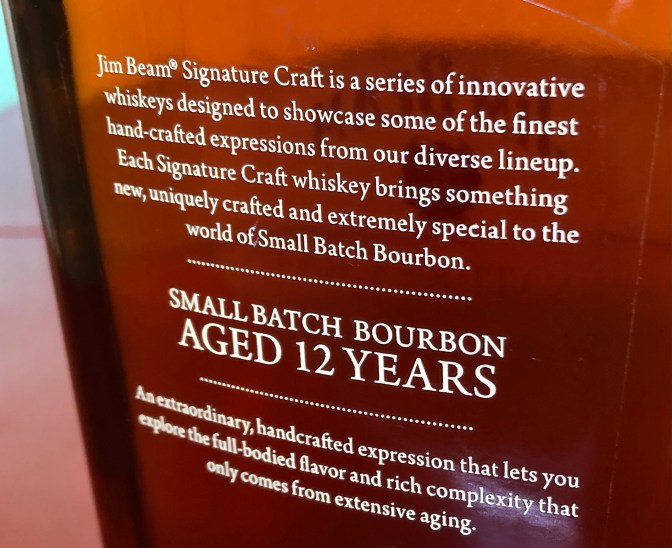 Jim Beam® Signature Craft is a series of innovative
whiskeys designed to showcase some of the finest
hand-crafted expressions from our diverse lineup.
Each Signature Craft whiskey brings something
new, uniquely crafted and extremely special to the
world of Small Batch Bourbon.
SMALL BATCH BOURBON
AGED 12 YEARS
An extraordinary, handcrafted expression that lets you
explore the full-bodied flavor and rich complexity that
only comes from extensive aging.